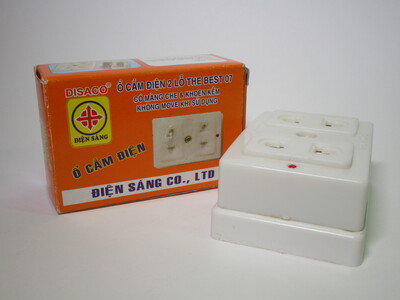 DISACO®
ĐIỆN SÁNG
Ổ CẮM ĐIỆN 2 LỖ THE BEST 07
CÓ MÀNG CHE & KHOEN KẼM
KHÔNG MOVE KHI SỬ DỤNG
Ổ CẮM ĐIỆN
ĐIỆN SÁNG CO., LTD